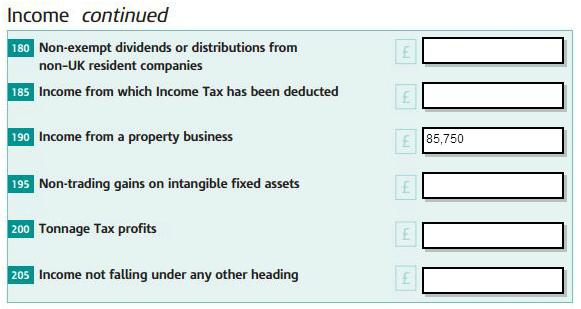 Income continued
180 Non-exempt dividends or distributions from £
non–UK resident companies
185 Income from which Income Tax has been deducted £
190 Income from a property business £ 85,750
195 Non-trading gains on intangible fixed assets £
200 Tonnage Tax profits £
205 Income not falling under any other heading £